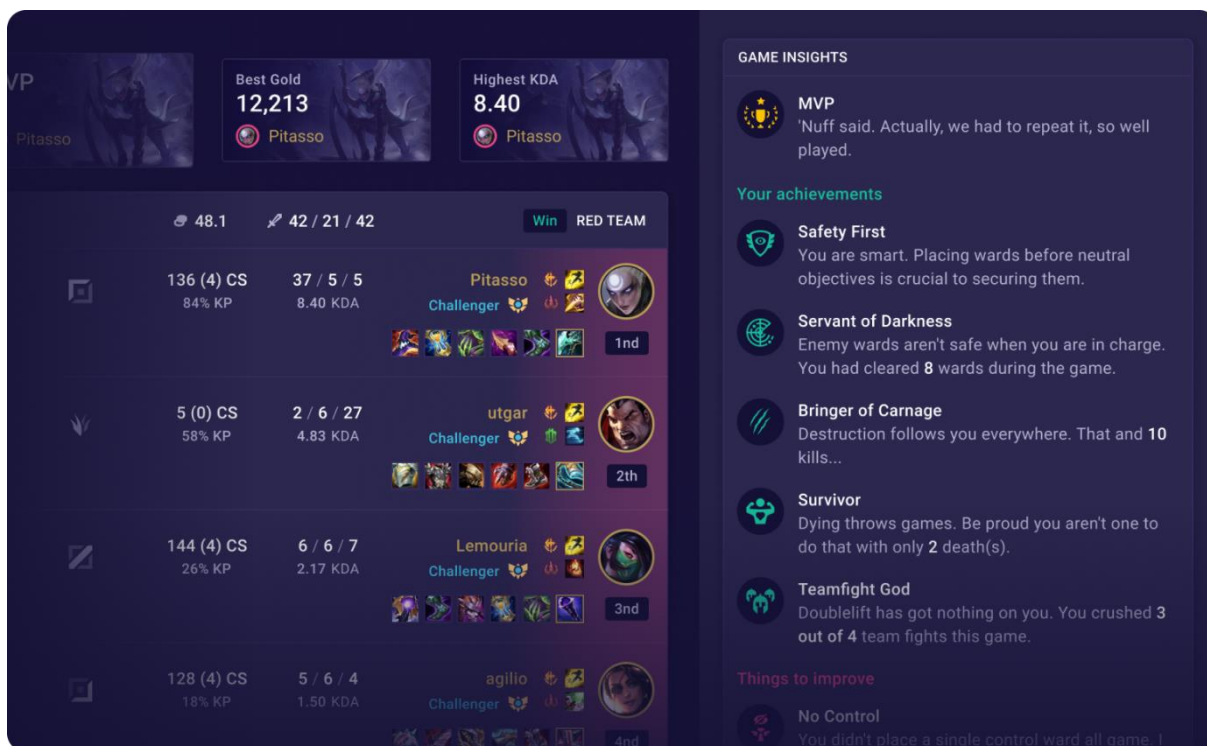 VP
Pitasso
Best Gold
12,213
Pitasso
Highest KDA
8.40
Pitasso
48.1
42 / 21 / 42
Win
RED TEAM
136 (4) CS
84% KP
37 / 5 / 5
8.40 KDA
Pitasso
Challenger
1nd
5 (0) CS
58% KP
2 / 6 / 27
4.83 KDA
utgar
Challenger
2th
144 (4) CS
26% KP
6 / 6 / 7
2.17 KDA
Lemouria
Challenger
3nd
128 (4) CS
18% KP
5 / 6 / 4
1.50 KDA
agilio
Challenger
4nd
GAME INSIGHTS
MVP
'Nuff said. Actually, we had to repeat it, so well
played.
Your achievements
Safety First
You are smart. Placing wards before neutral
objectives is crucial to securing them.
Servant of Darkness
Enemy wards aren't safe when you are in charge.
You had cleared 8 wards during the game.
Bringer of Carnage
Destruction follows you everywhere. That and 10
kills...
Survivor
Dying throws games. Be proud you aren't one to
do that with only 2 death(s).
Teamfight God
Doublelift has got nothing on you. You crushed 3
out of 4 team fights this game.
Things to improve
No Control
You didn't place a single control ward all game. I